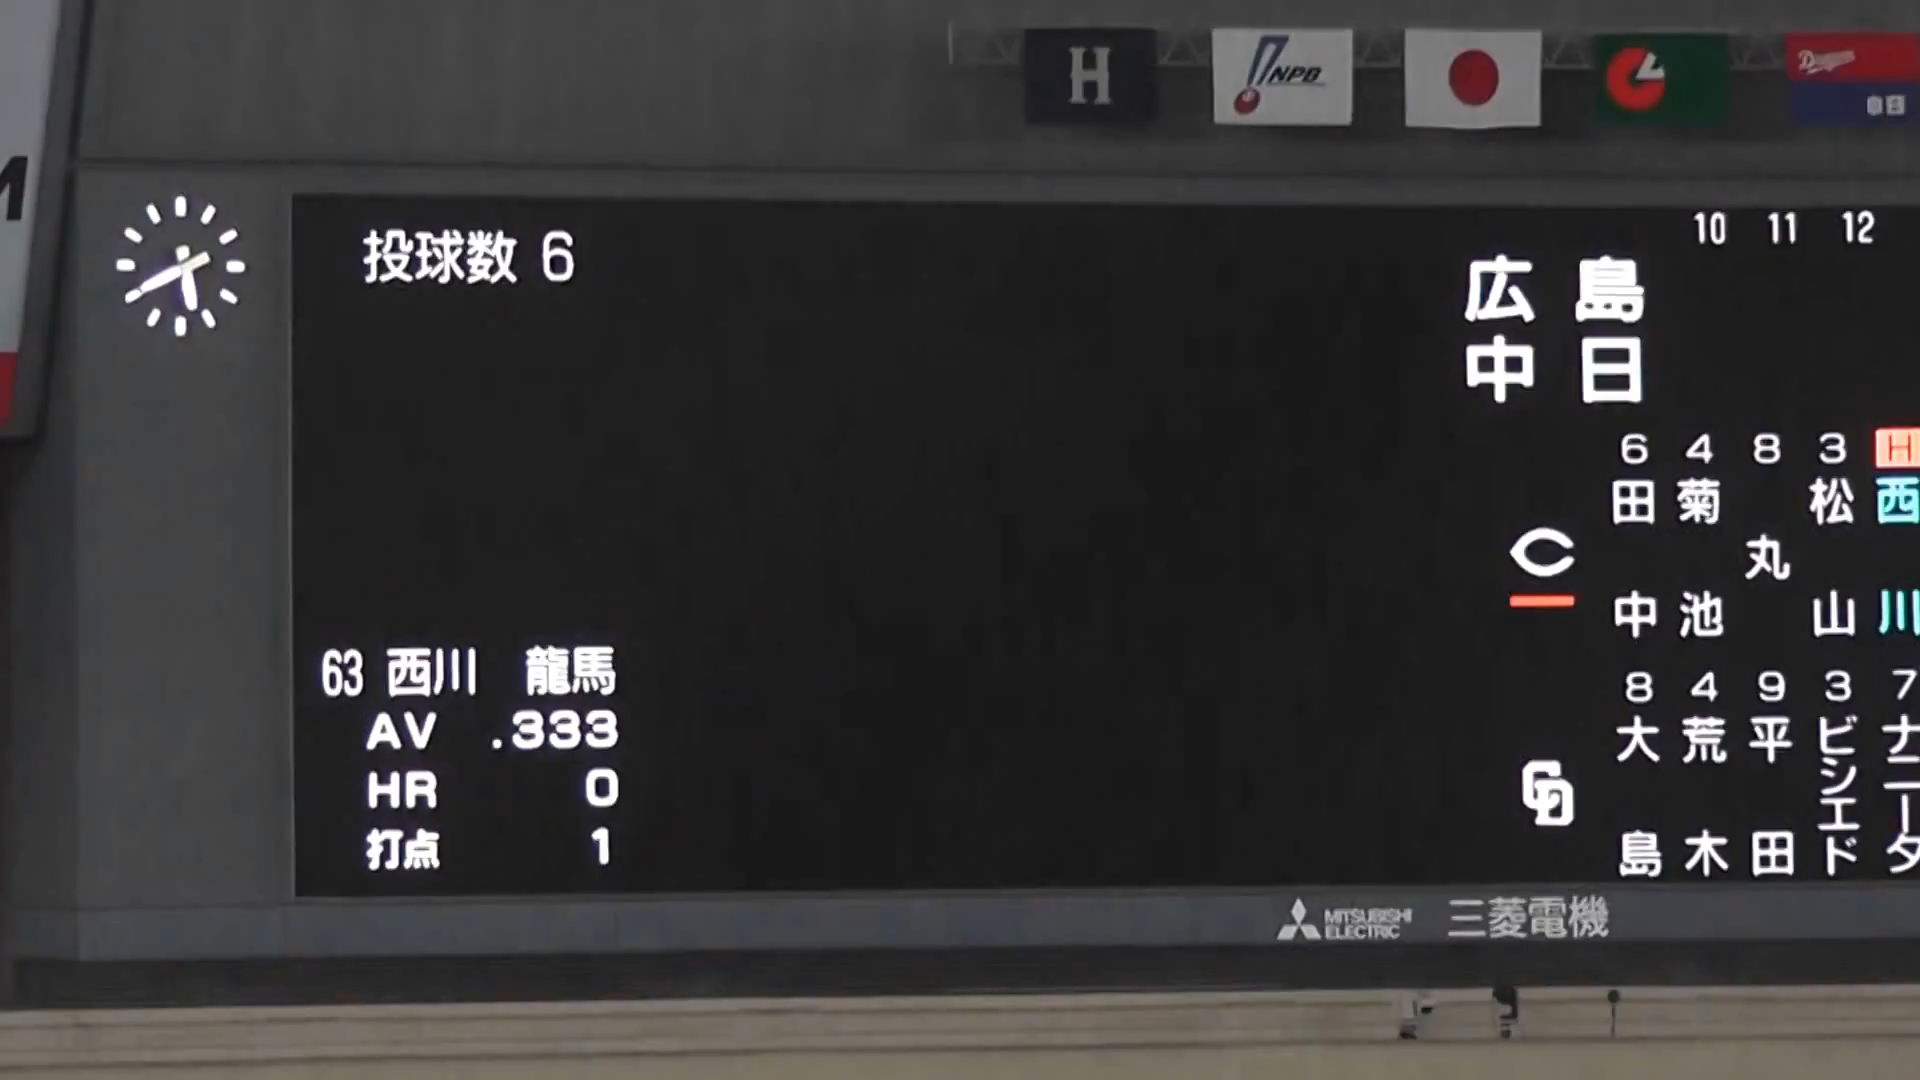 H
NPB
Dragons
投球数 6
10 11 12
広島
中日
6 4 8 3 H
田中 菊池 丸 松山 西川
C
63 西川 龍馬
AV .333
HR 0
打点 1
8 4 9 3 7
大島 荒木 平田 ビシエド ナニータ
CD
MITSUBISHI ELECTRIC 三菱電機